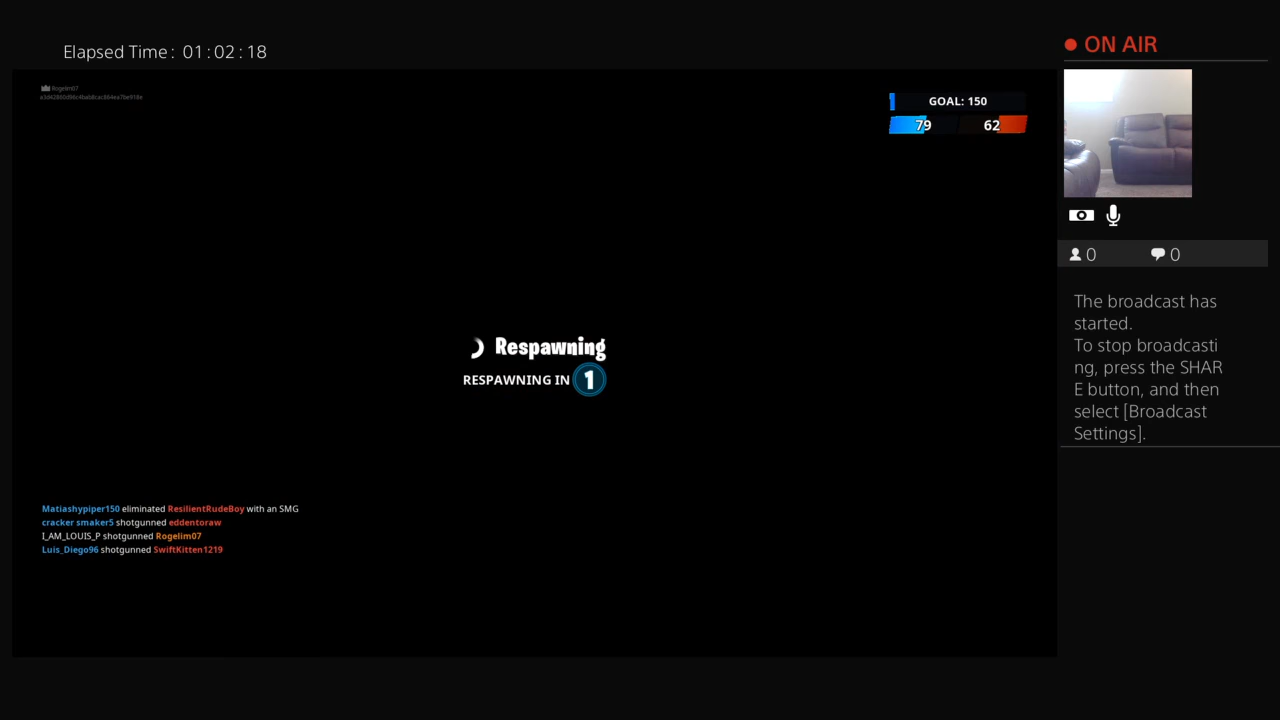 Elapsed Time: 01:02:18
ON AIR
Rogelim07
GOAL: 150
79 62
0 0
The broadcast has
started.
To stop broadcasti
ng, press the SHAR
E button, and then
select [Broadcast
Settings].
Respawning
RESPAWNING IN 1
Matiashypiper150 eliminated ResilientRudeBoy with an SMG
cracker smaker5 shotgunned eddentoraw
I_AM_LOUIS_P shotgunned Rogelim07
Luis_Diego96 shotgunned SwiftKitten1219